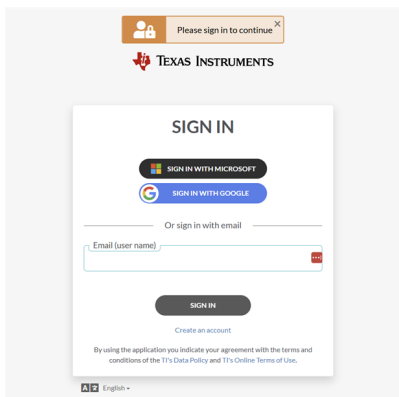 Please sign in to continue
TEXAS INSTRUMENTS
SIGN IN
SIGN IN WITH MICROSOFT
SIGN IN WITH GOOGLE
Or sign in with email
Email (user name)
SIGN IN
Create an account
By using the application you indicate your agreement with the terms and
conditions of the TI's Data Policy and TI's Online Terms of Use.
English